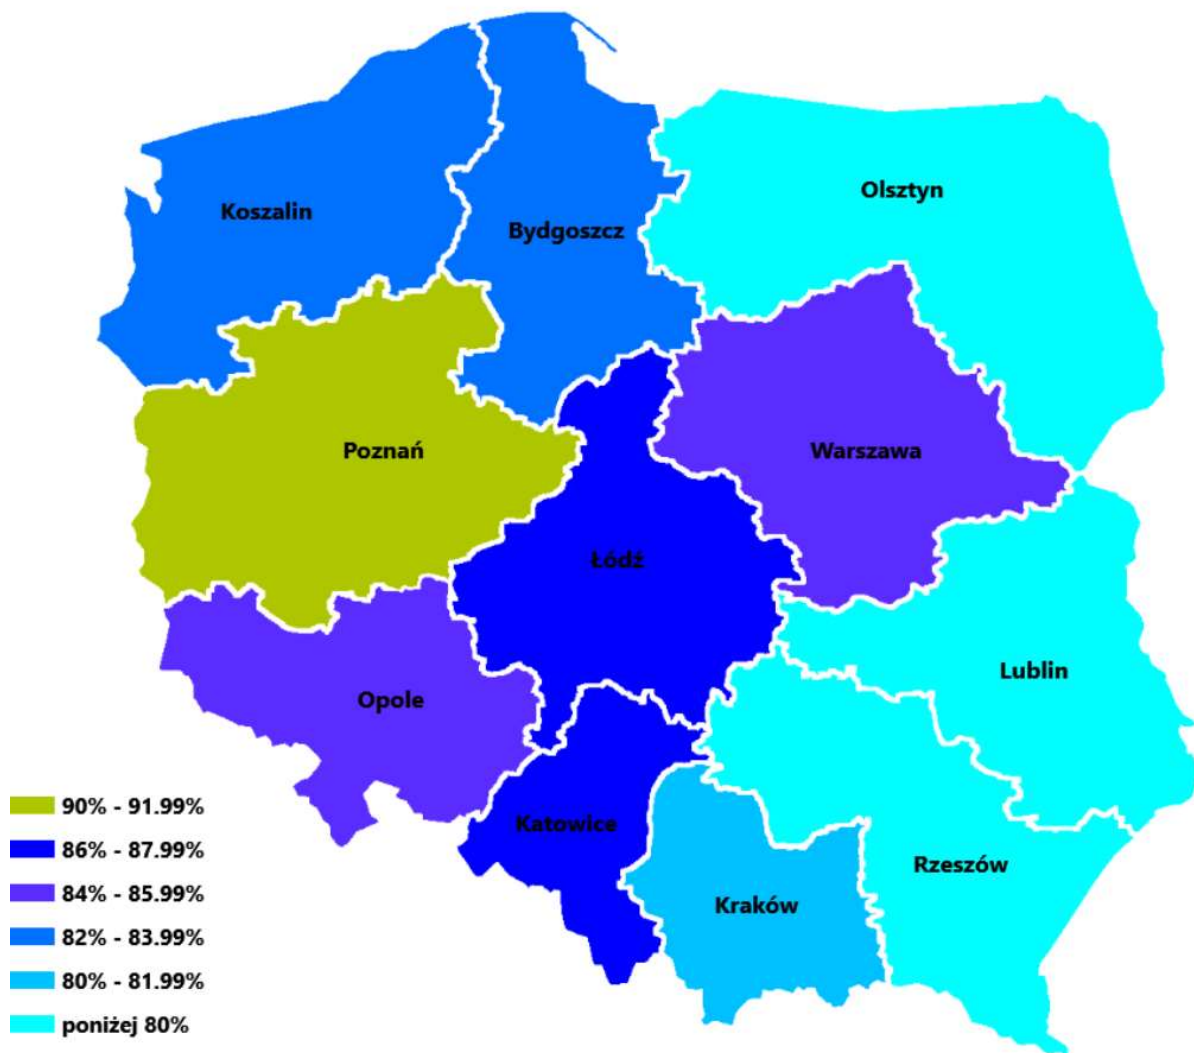 Koszalin
Bydgoszcz
Olsztyn
Poznań
Warszawa
Łódź
Opole
Lublin
Katowice
Kraków
Rzeszów
90% - 91.99%
86% - 87.99%
84% - 85.99%
82% - 83.99%
80% - 81.99%
poniżej 80%